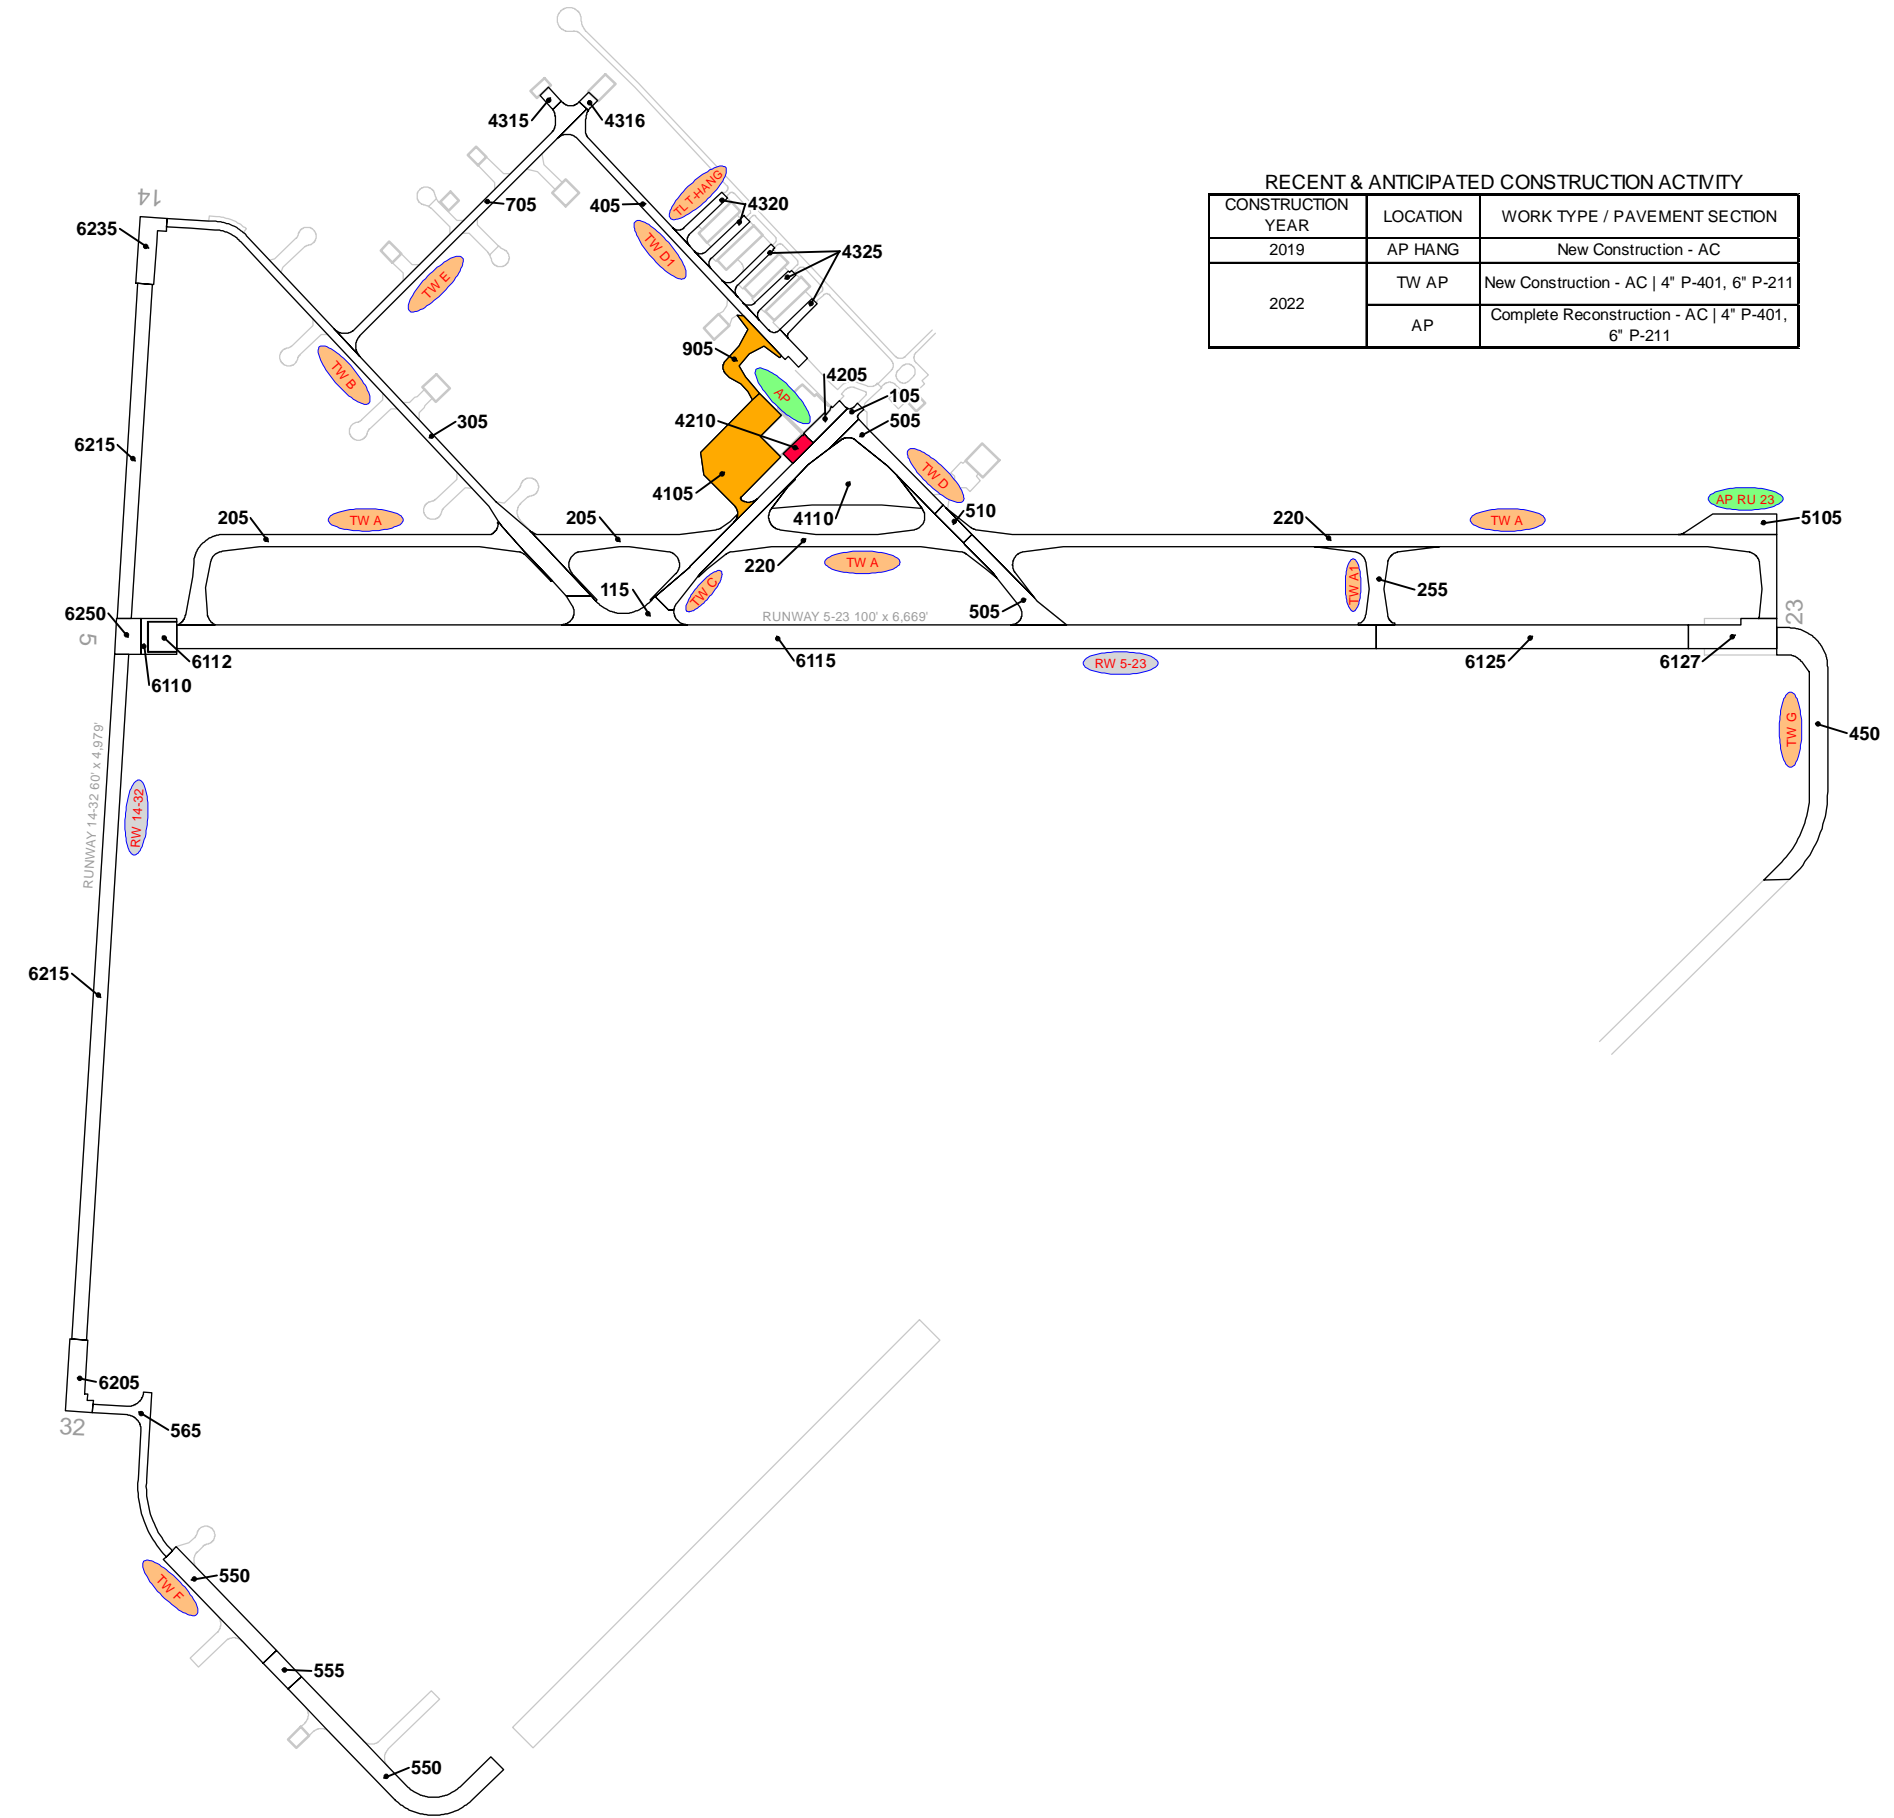 4315
4316
RECENT & ANTICIPATED CONSTRUCTION ACTIVITY
CONSTRUCTION YEAR
LOCATION
WORK TYPE / PAVEMENT SECTION
2019
AP HANG
New Construction - AC
2022
TW AP
New Construction - AC | 4" P-401, 6" P-211
AP
Complete Reconstruction - AC | 4" P-401,
6" P-211
14
6235
705
405
TL T-HANG
4320
TW D1
4325
TW E
905
TW B
AP
4205
105
505
4210
305
6215
TW D
4105
4110
510
205
TW A
205
220
TW A
AP RU 23
5105
220
TW A
TW C
TW A1
255
115
505
RUNWAY 5-23 100' x 6,669'
23
6250
5
6112
6110
6115
RW 5-23
6125
6127
TW G
450
RUNWAY 14-32 60' x 4,979'
RW 14-32
6215
6205
32
565
550
TW F
555
550